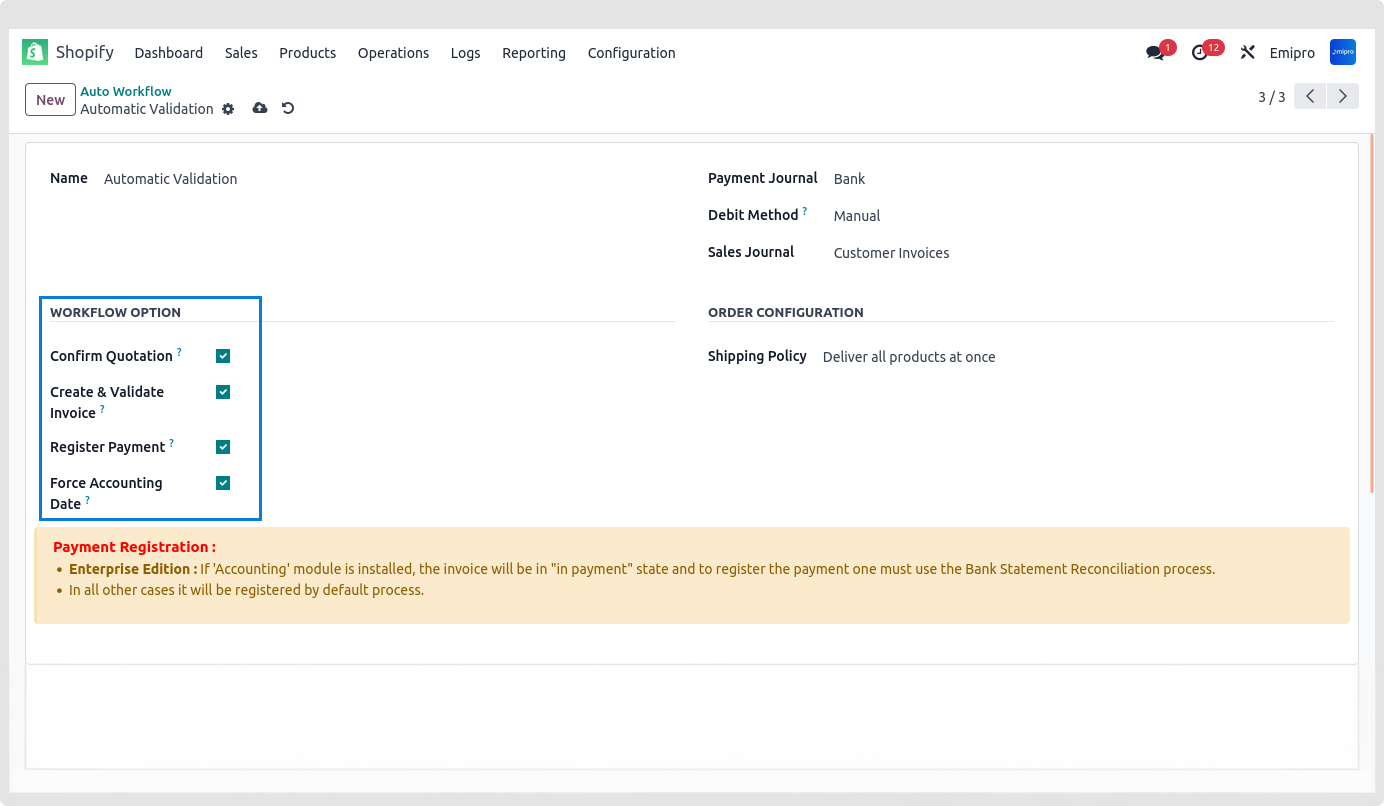 Shopify Dashboard Sales Products Operations Logs Reporting Configuration 1 12 Emipro
New Auto Workflow
Automatic Validation
3 / 3
Name Automatic Validation
Payment Journal Bank
Debit Method ? Manual
Sales Journal Customer Invoices
WORKFLOW OPTION
Confirm Quotation ?
Create & Validate
Invoice ?
Register Payment ?
Force Accounting
Date ?
ORDER CONFIGURATION
Shipping Policy Deliver all products at once
Payment Registration :
• Enterprise Edition : If 'Accounting' module is installed, the invoice will be in "in payment" state and to register the payment one must use the Bank Statement Reconciliation process.
• In all other cases it will be registered by default process.